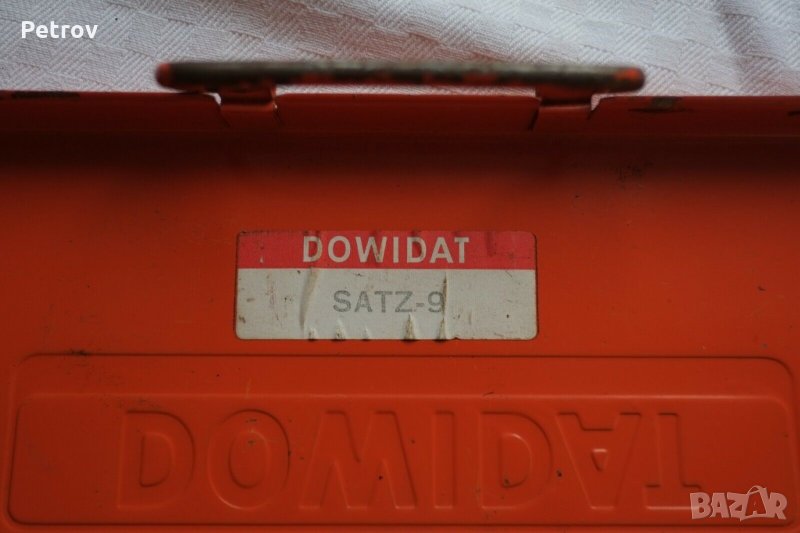 Petrov
DOWIDAT
SATZ-9
DOWIDAT
BAZAR